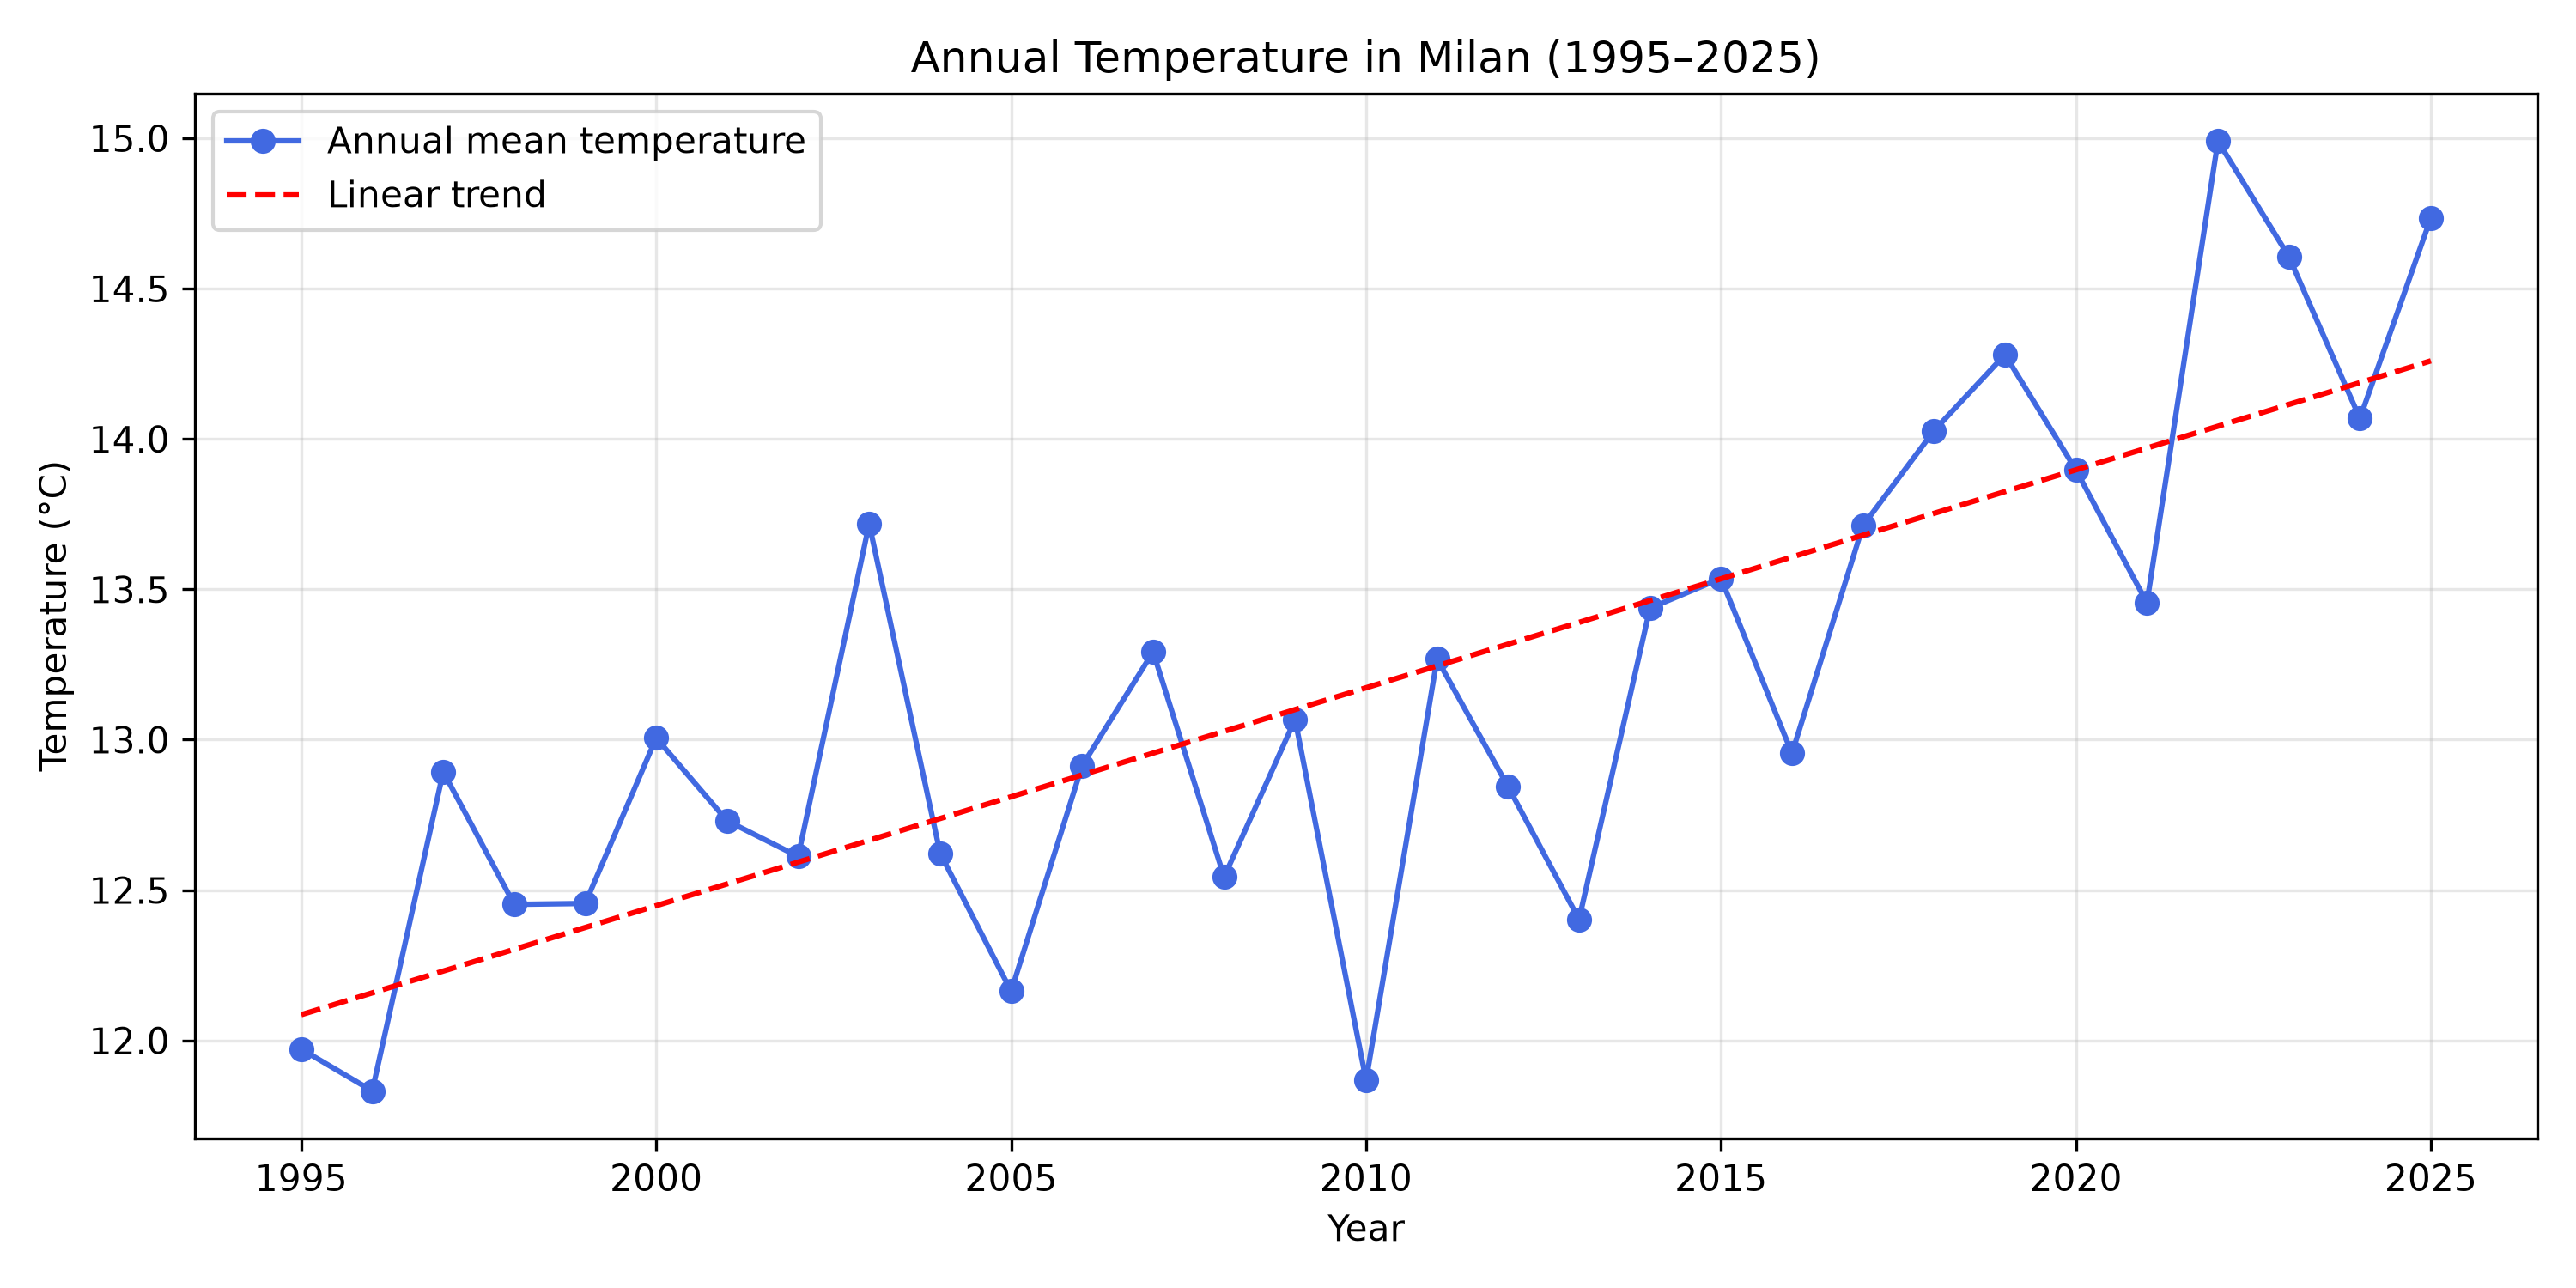 Annual Temperature in Milan (1995–2025)
Annual mean temperature
Linear trend
Temperature (°C)
15.0
14.5
14.0
13.5
13.0
12.5
12.0
1995 2000 2005 2010 2015 2020 2025
Year